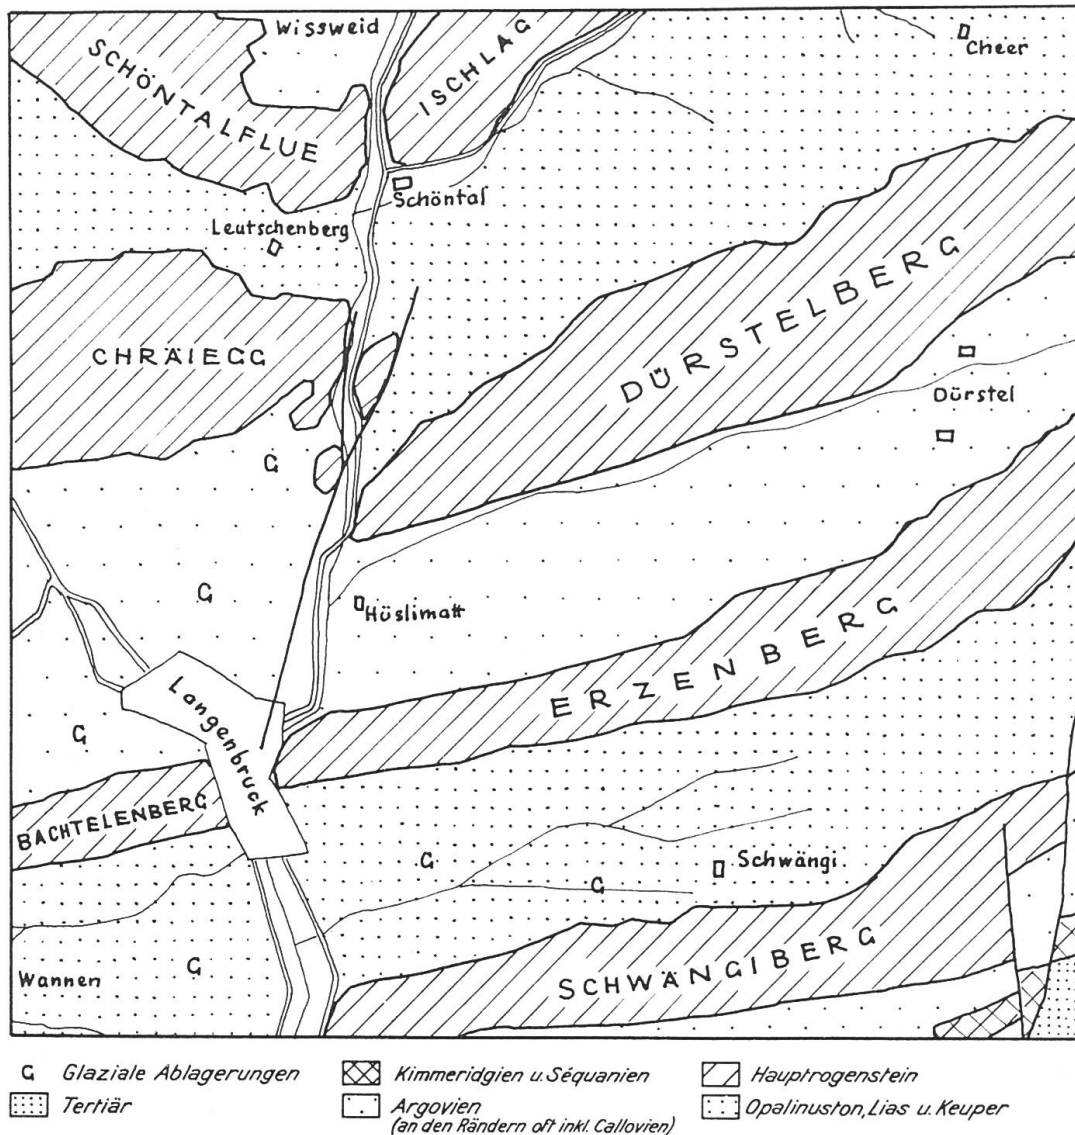 Wissweid
Cheer
SCHÖNTALFLUE
ISCHLAG
Schöntal
Leutschenberg
DÜRSTELBERG
CHRÄIEGG
Dürstel
G
G
Hüslimatt
ERZENBERG
Langenbruck
G
BACHTELENBERG
G
Schwängi
G
SCHWÄNGIBERG
G
Wannen
G Glaziale Ablagerungen
Kimmeridgien u. Séquanien
Hauptrogenstein
Tertiär
Argovien
(an den Rändern oft inkl. Callovien)
Opalinuston, Lias u. Keuper